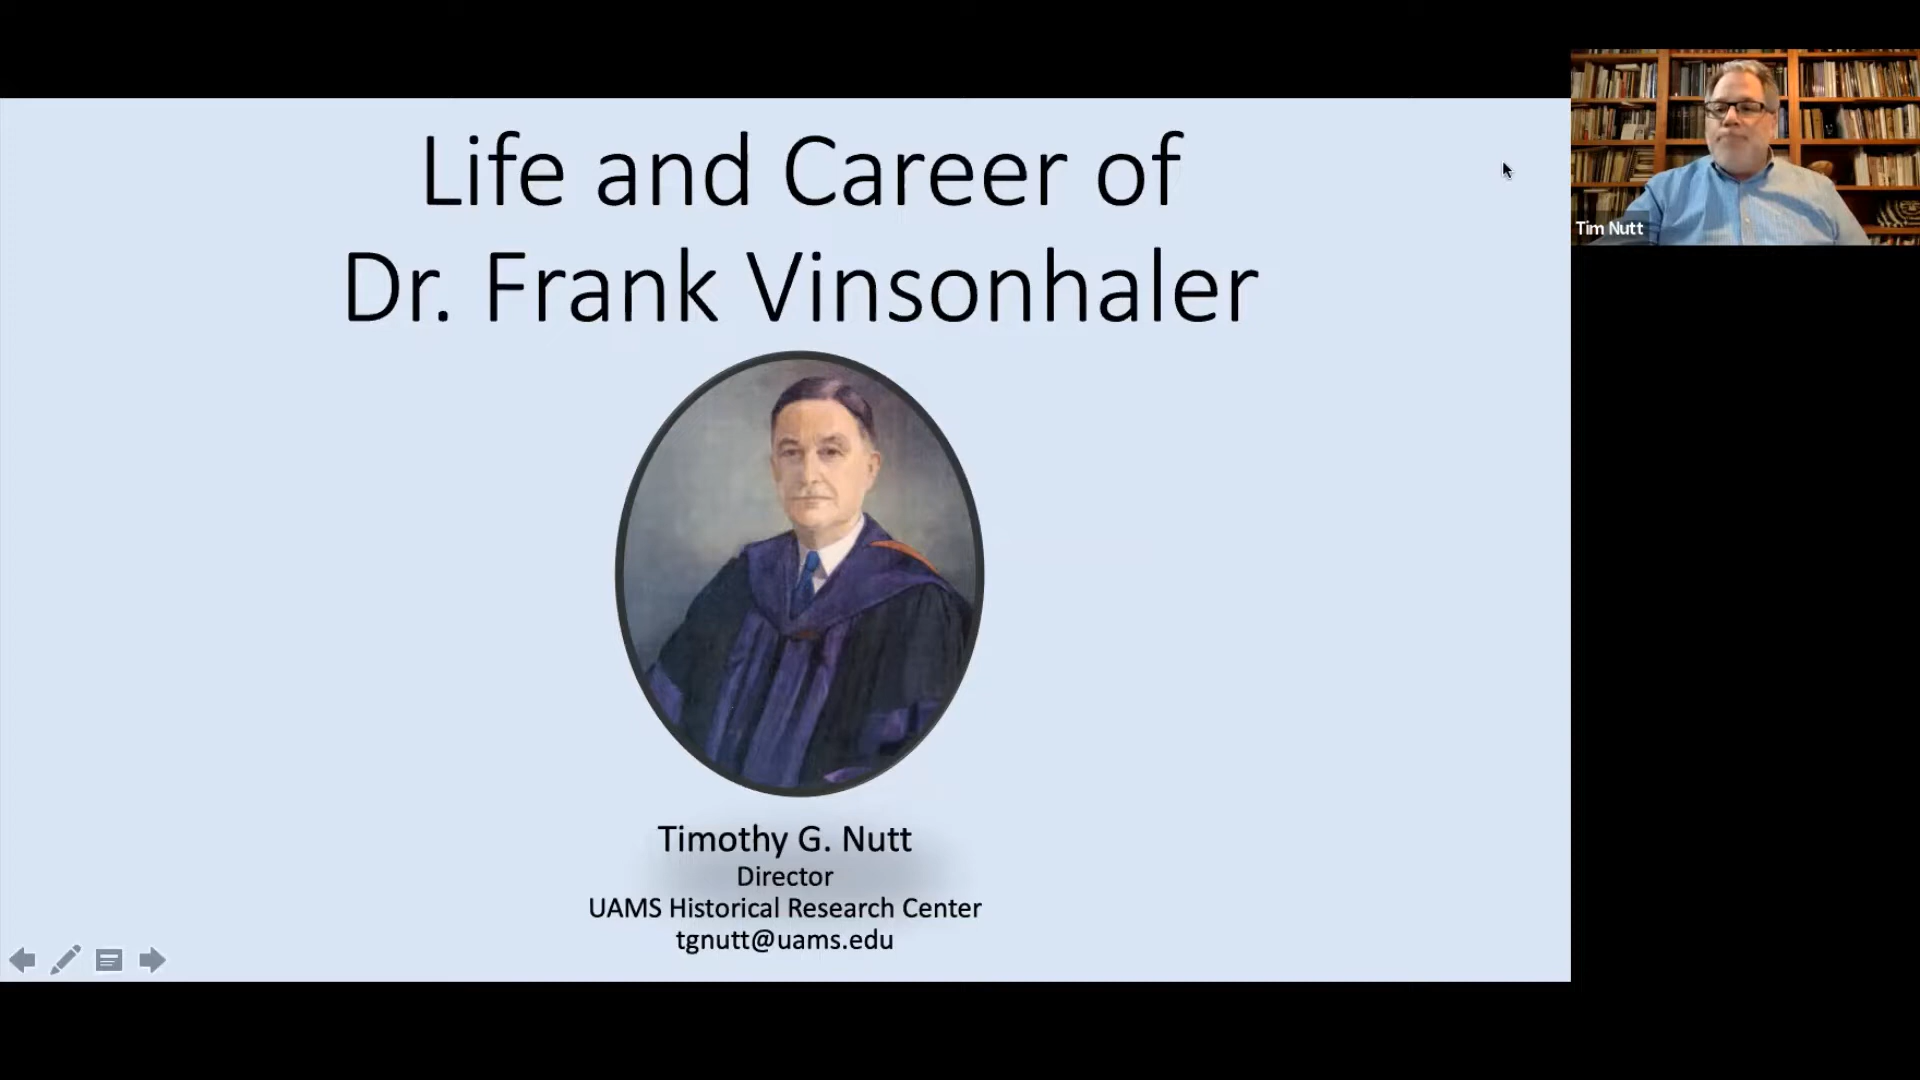 Life and Career of
Dr. Frank Vinsonhaler
Timothy G. Nutt
Director
UAMS Historical Research Center
tgnutt@uams.edu
Tim Nutt